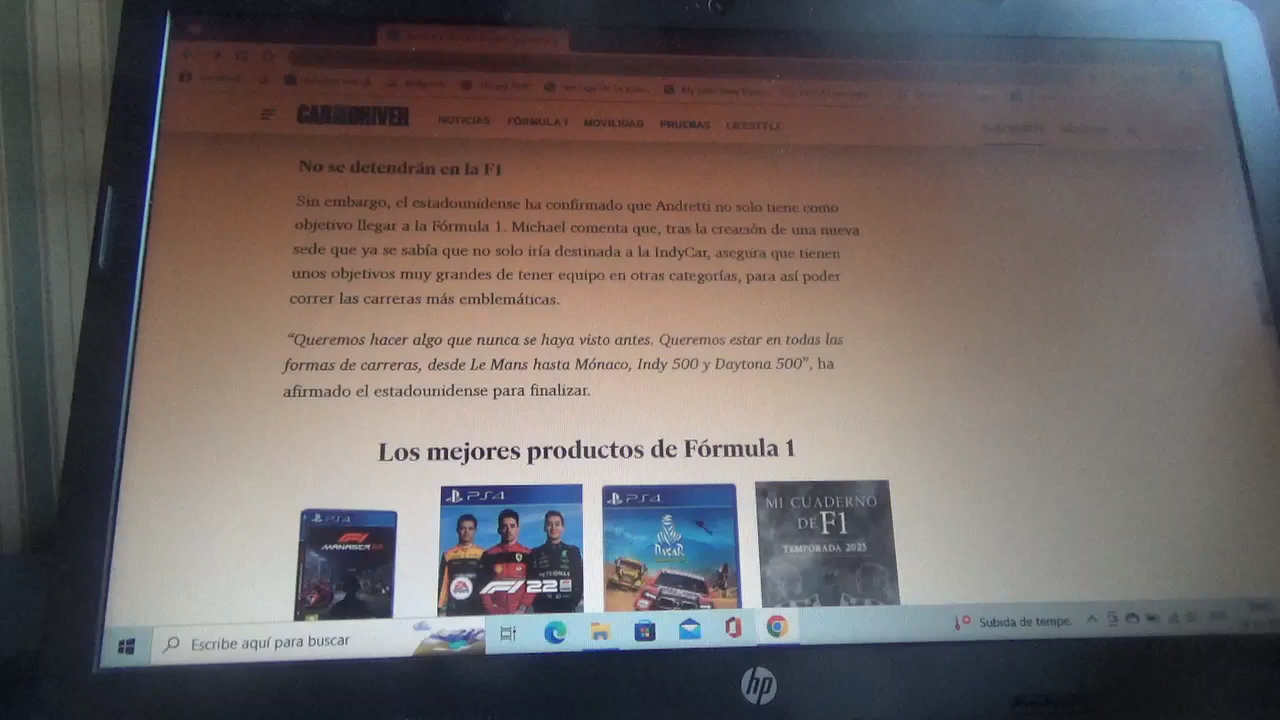 CAR AND DRIVER
NOTICIAS FÓRMULA 1 MOVILIDAD PRUEBAS LIFESTYLE
No se detendrán en la F1
Sin embargo, el estadounidense ha confirmado que Andretti no solo tiene como
objetivo llegar a la Fórmula 1. Michael comenta que, tras la creación de una nueva
sede que ya se sabía que no solo iría destinada a la IndyCar, asegura que tienen
unos objetivos muy grandes de tener equipo en otras categorías, para así poder
correr las carreras más emblemáticas.
“Queremos hacer algo que nunca se haya visto antes. Queremos estar en todas las
formas de carreras, desde Le Mans hasta Mónaco, Indy 500 y Daytona 500”, ha
afirmado el estadounidense para finalizar.
Los mejores productos de Fórmula 1
PS4
F1
MANAGER
PS4
PETRONAS
EA
F1 22
PS4
DAKAR
MI CUADERNO
DE F1
TEMPORADA 2023
Escribe aquí para buscar
Subida de tempe.
hp